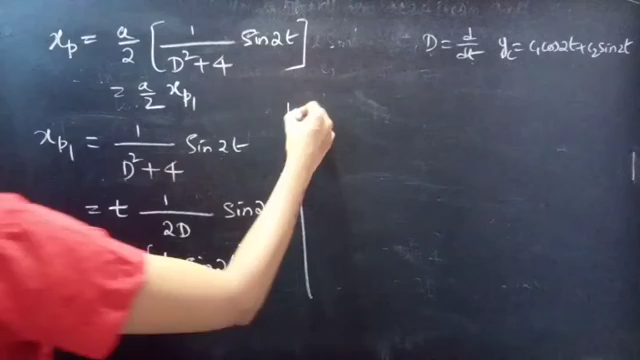 x_p = a/2 [ 1/(D²+4) sin2t ]
D = d/dt y_c = c₁cos2t + c₂sin2t
= a/2 x_p₁
x_p₁ = 1/(D²+4) sin2t
= t 1/2D sin2
sin2t